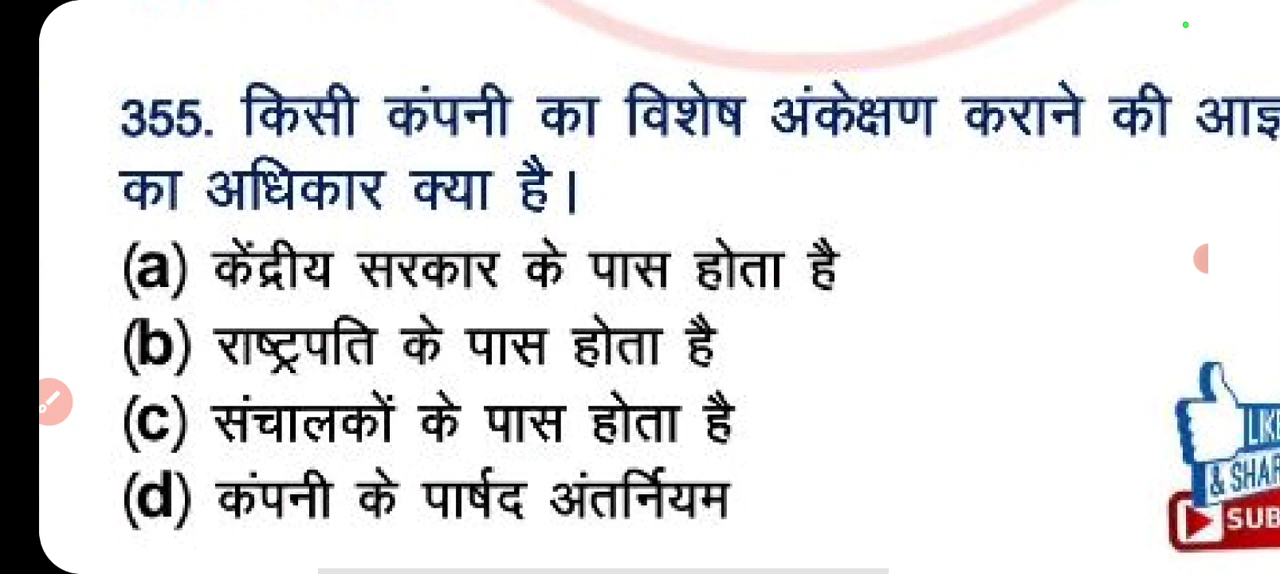 355. किसी कंपनी का विशेष अंकेक्षण कराने की
का अधिकार क्या है।
(a) केंद्रीय सरकार के पास होता है
(b) राष्ट्रपति के पास होता है
(c) संचालकों के पास होता है
(d) कंपनी के पार्षद अंतर्नियम